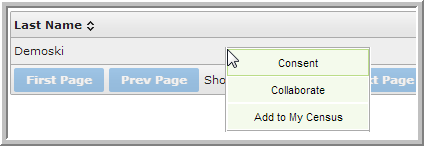 Last Name
Demoski
Consent
First Page Prev Page Sho t Page
Collaborate
Add to My Census